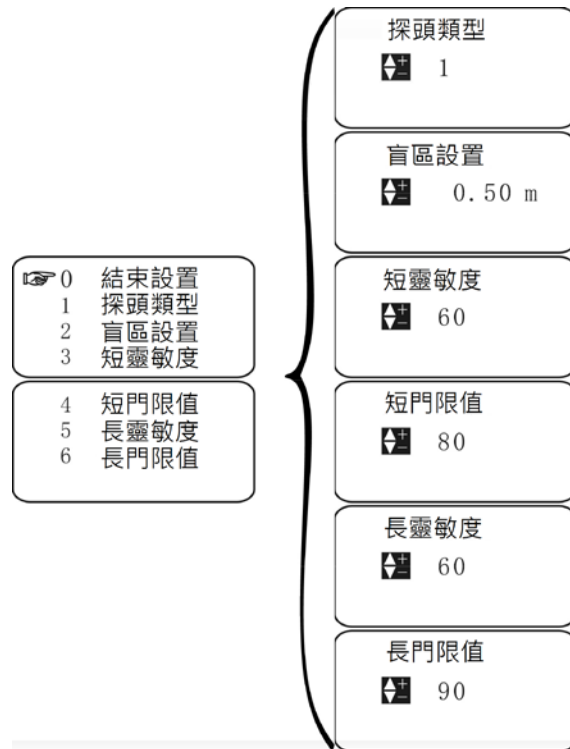 0 結束設置
1 探頭類型
2 盲區設置
3 短靈敏度
4 短門限值
5 長靈敏度
6 長門限值
探頭類型
1
盲區設置
0.50 m
短靈敏度
60
短門限值
80
長靈敏度
60
長門限值
90